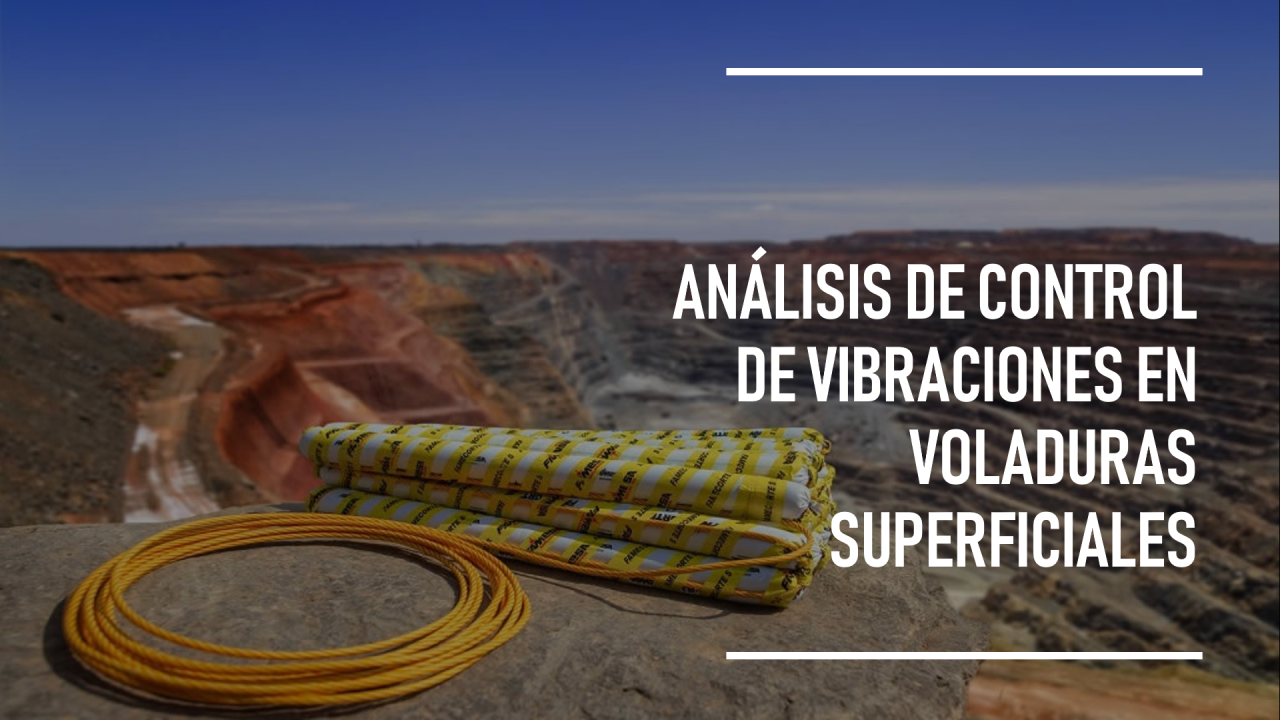 ANÁLISIS DE CONTROL
DE VIBRACIONES EN
VOLADURAS
SUPERFICIALES